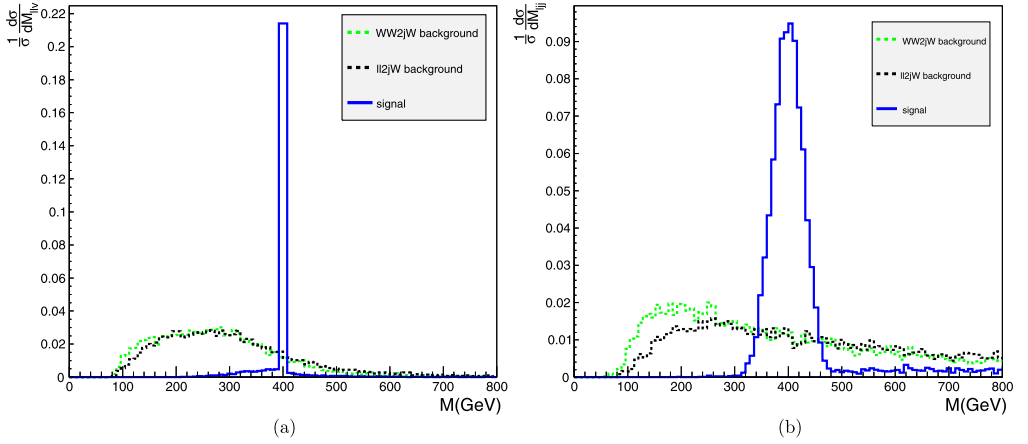 1/σ dσ/dM_llν
0.22
0.2
0.18
0.16
0.14
0.12
0.1
0.08
0.06
0.04
0.02
0
100 200 300 400 500 600 700 800
M(GeV)
WW2jW background
ll2jW background
signal
(a)
1/σ dσ/dM_ljj
0.09
0.08
0.07
0.06
0.05
0.04
0.03
0.02
0.01
0
100 200 300 400 500 600 700 800
M(GeV)
WW2jW background
ll2jW background
signal
(b)